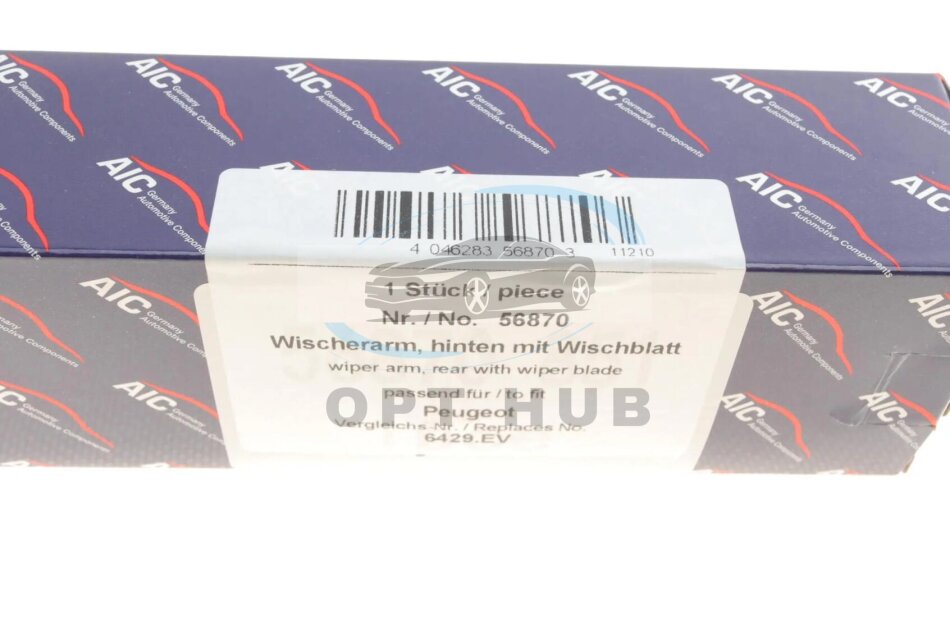 AIC Germany
Automotive Components
4 046283 56870 3 11210
1 Stück / piece
Nr. / No. 56870
Wischerarm, hinten mit Wischblatt
wiper arm, rear with wiper blade
passend für / to fit
Peugeot
Vergleichs-Nr. / Replaces No.
6429.EV
OPT HUB